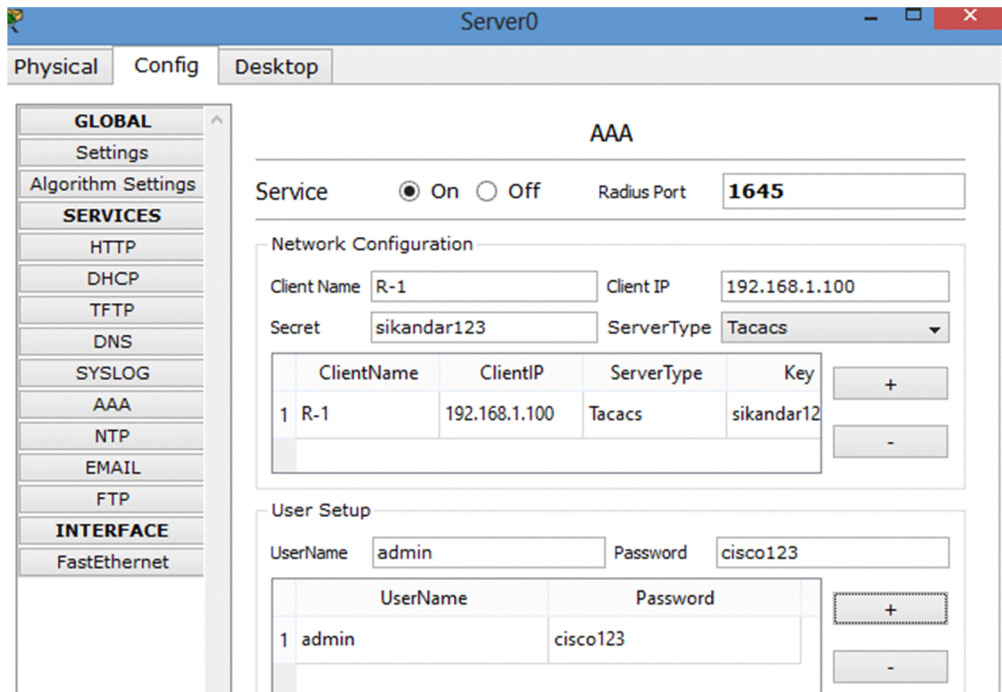 Server0
Physical Config Desktop
GLOBAL
Settings
Algorithm Settings
SERVICES
HTTP
DHCP
TFTP
DNS
SYSLOG
AAA
NTP
EMAIL
FTP
INTERFACE
FastEthernet
AAA
Service On Off Radius Port 1645
Network Configuration
Client Name R-1 Client IP 192.168.1.100
Secret sikandar123 ServerType Tacacs
ClientName ClientIP ServerType Key
1 R-1 192.168.1.100 Tacacs sikandar12
+
-
User Setup
UserName admin Password cisco123
UserName Password
1 admin cisco123
+
-